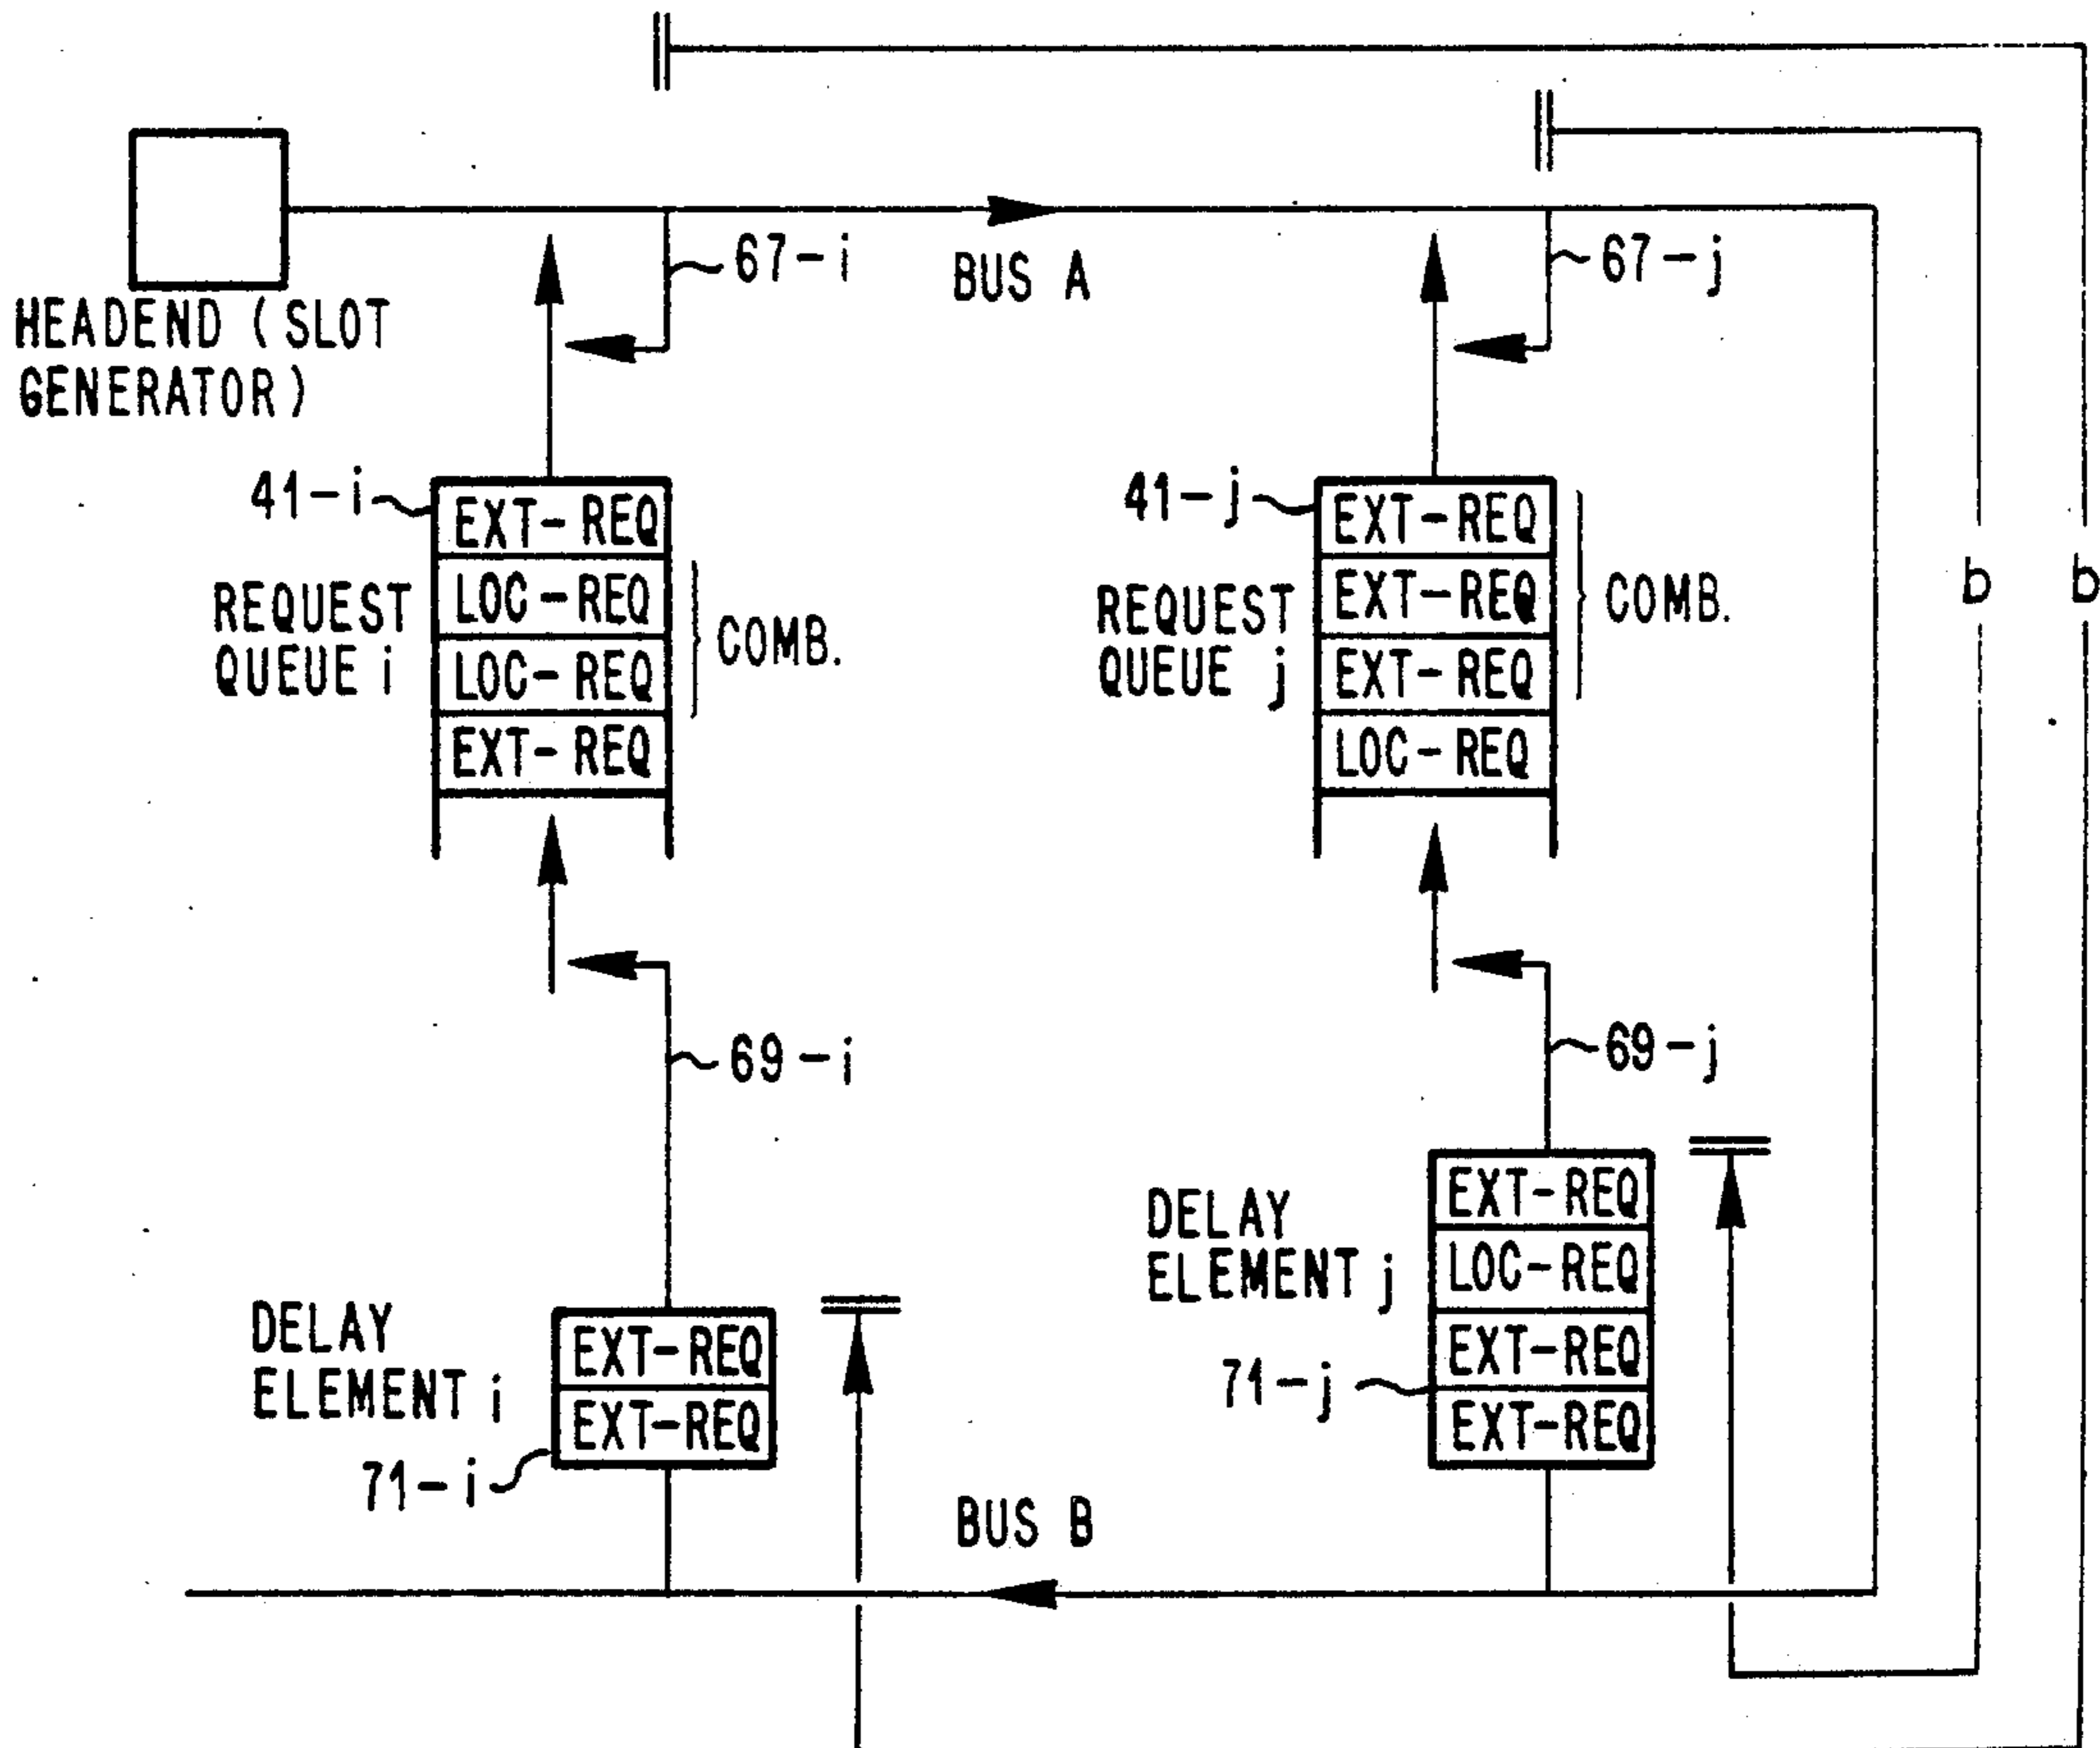 HEADEND (SLOT
GENERATOR)
67-i
BUS A
67-j
41-i
EXT-REQ
LOC-REQ
LOC-REQ
EXT-REQ
REQUEST
QUEUE i
COMB.
41-j
EXT-REQ
EXT-REQ
EXT-REQ
LOC-REQ
REQUEST
QUEUE j
COMB.
b
b
69-i
69-j
DELAY
ELEMENT i
71-i
EXT-REQ
EXT-REQ
DELAY
ELEMENT j
71-j
EXT-REQ
LOC-REQ
EXT-REQ
EXT-REQ
BUS B